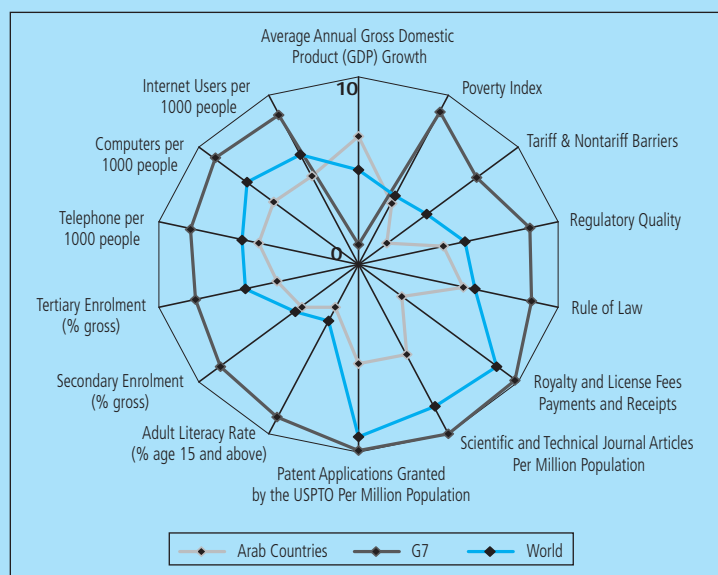 Average Annual Gross Domestic
Product (GDP) Growth
Poverty Index
Tariff & Nontariff Barriers
Regulatory Quality
Rule of Law
Royalty and License Fees
Payments and Receipts
Scientific and Technical Journal Articles
Per Million Population
Patent Applications Granted
by the USPTO Per Million Population
Adult Literacy Rate
(% age 15 and above)
Secondary Enrolment
(% gross)
Tertiary Enrolment
(% gross)
Telephone per
1000 people
Computers per
1000 people
Internet Users per
1000 people
10
0
Arab Countries
G7
World